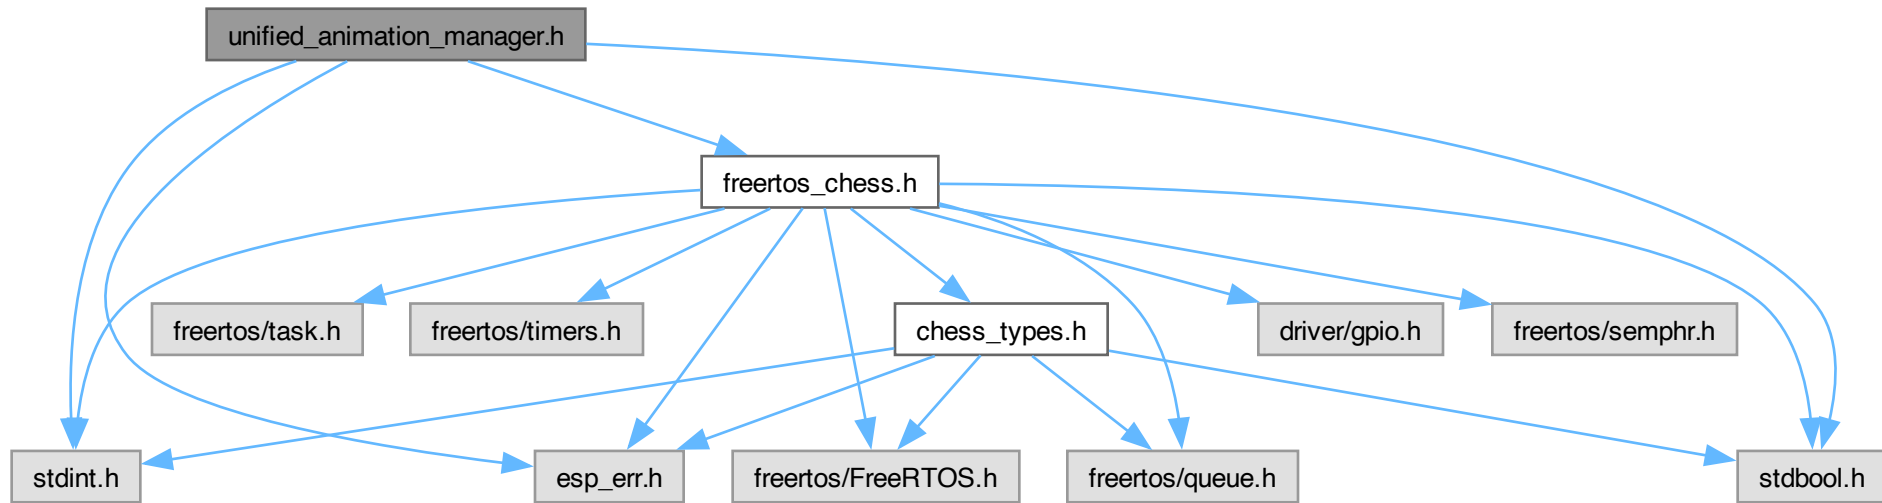 unified_animation_manager.h
freertos_chess.h
freertos/task.h
freertos/timers.h
chess_types.h
driver/gpio.h
freertos/semphr.h
stdint.h
esp_err.h
freertos/FreeRTOS.h
freertos/queue.h
stdbool.h